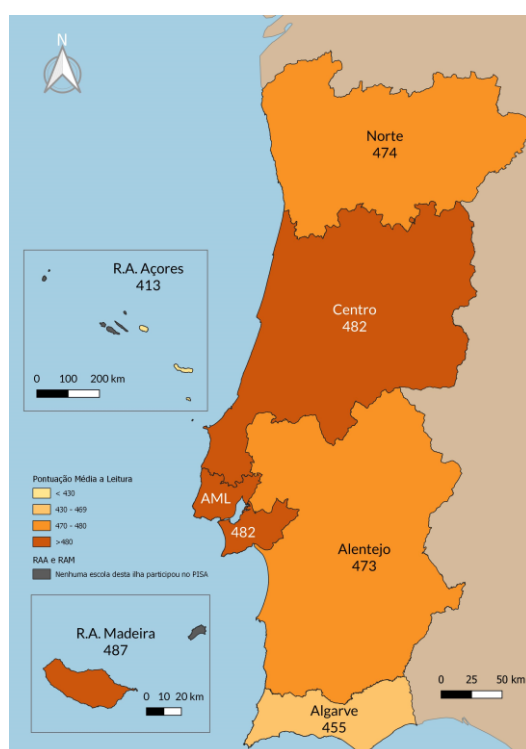 N
Norte
474
R.A. Açores
413
0 100 200 km
Centro
482
Pontuação Média a Leitura
< 430
430 - 469
470 - 480
>480
RAA e RAM
Nenhuma escola desta ilha participou no PISA
AML
482
Alentejo
473
R.A. Madeira
487
0 10 20 km
0 25 50 km
Algarve
455